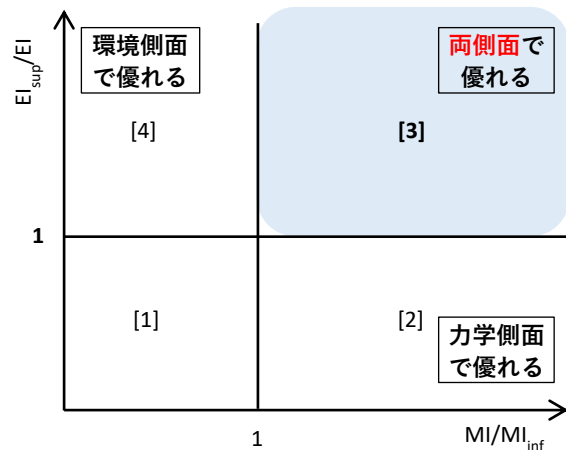 EI_sup/EI
環境側面
で優れる
両側面で
優れる
[4]
[3]
1
[1]
[2]
力学側面
で優れる
1
MI/MI_inf